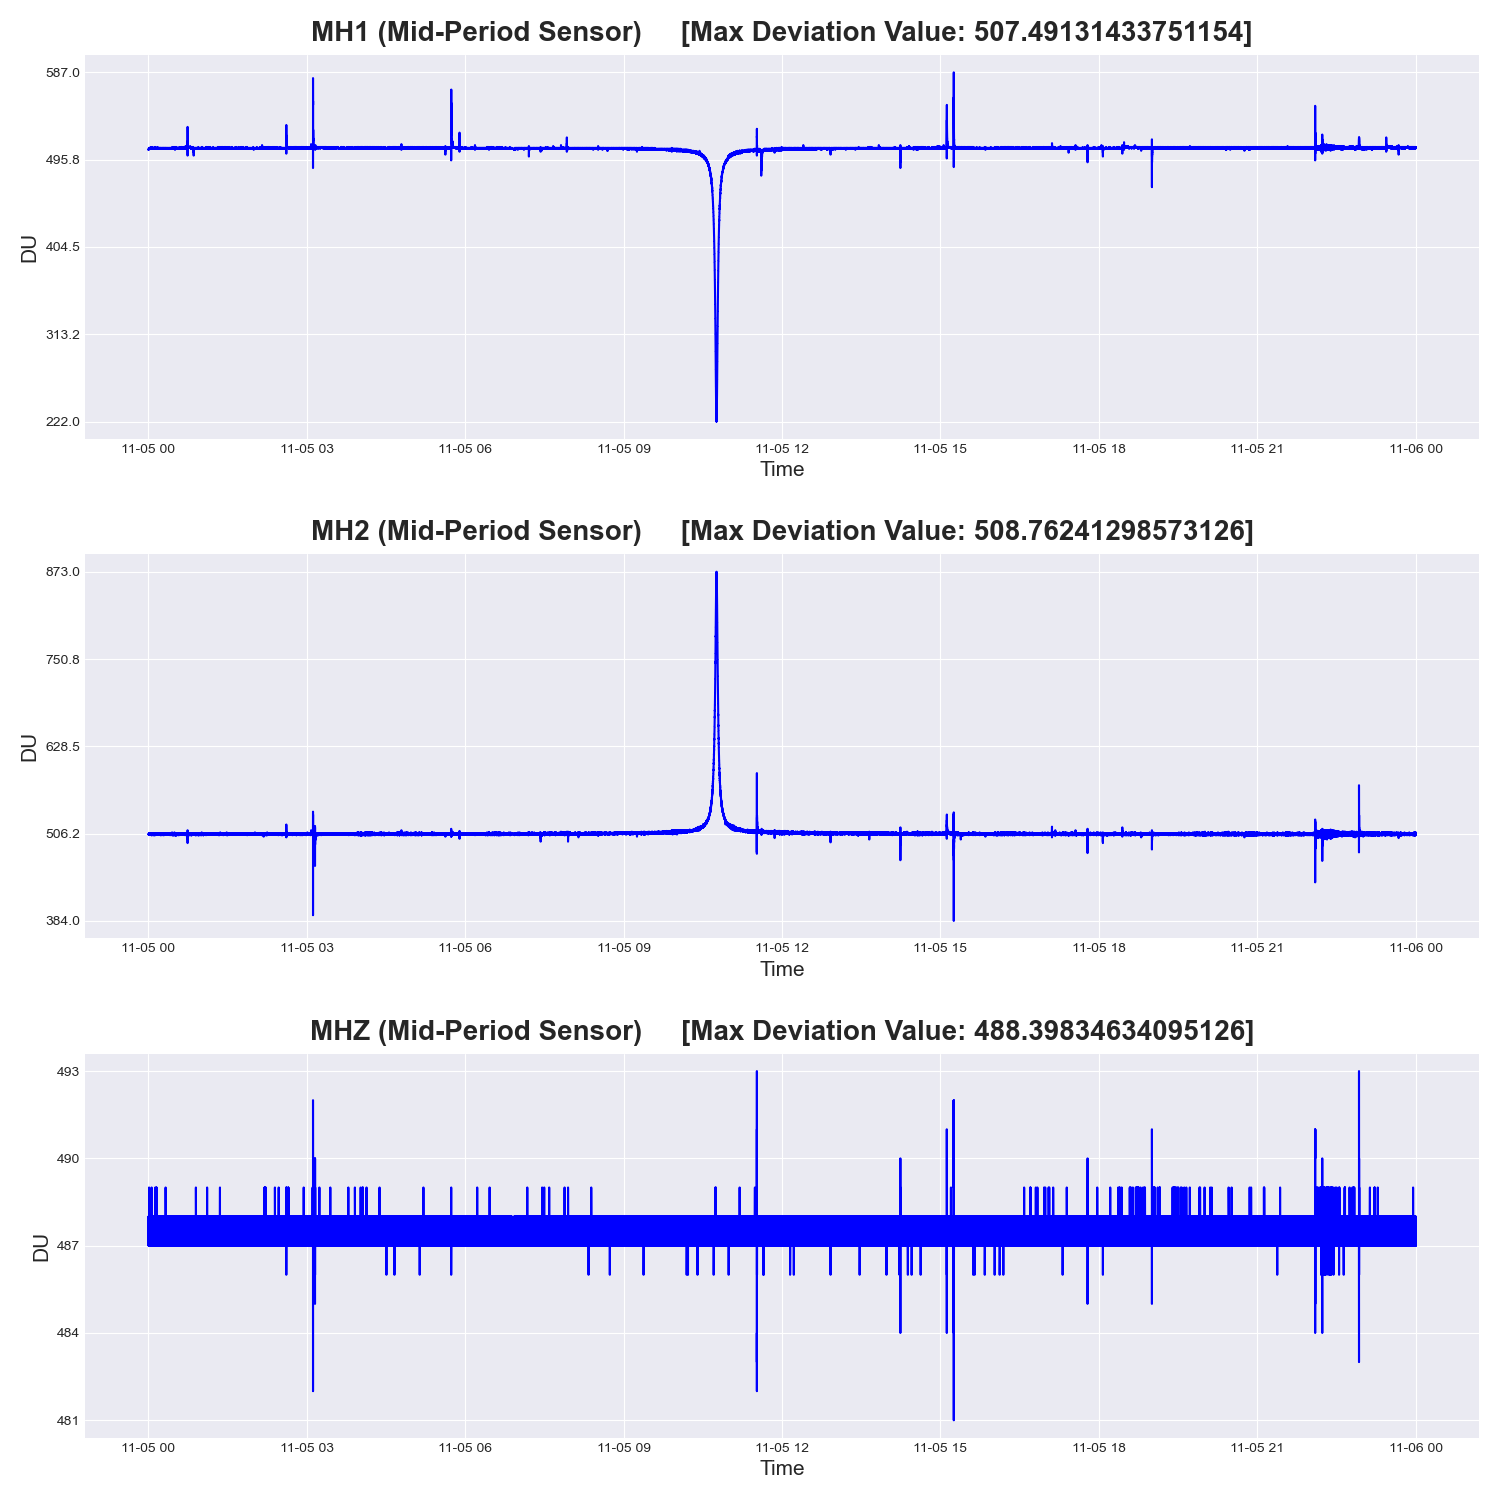 MH1 (Mid-Period Sensor) [Max Deviation Value: 507.49131433751154]
587.0
495.8
404.5
313.2
222.0
DU
11-05 00 11-05 03 11-05 06 11-05 09 11-05 12 11-05 15 11-05 18 11-05 21 11-06 00
Time
MH2 (Mid-Period Sensor) [Max Deviation Value: 508.76241298573126]
873.0
750.8
628.5
506.2
384.0
DU
11-05 00 11-05 03 11-05 06 11-05 09 11-05 12 11-05 15 11-05 18 11-05 21 11-06 00
Time
MHZ (Mid-Period Sensor) [Max Deviation Value: 488.39834634095126]
493
490
487
484
481
DU
11-05 00 11-05 03 11-05 06 11-05 09 11-05 12 11-05 15 11-05 18 11-05 21 11-06 00
Time